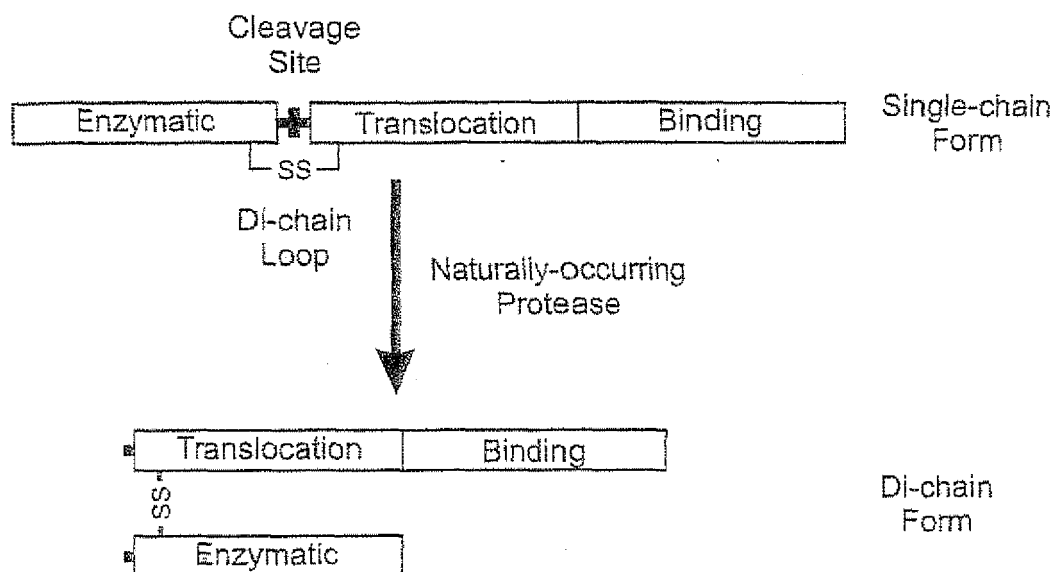 Cleavage
Site
Enzymatic
Translocation
Binding
Single-chain
Form
SS
Di-chain
Loop
Naturally-occurring
Protease
Translocation
Binding
SS
Di-chain
Form
Enzymatic